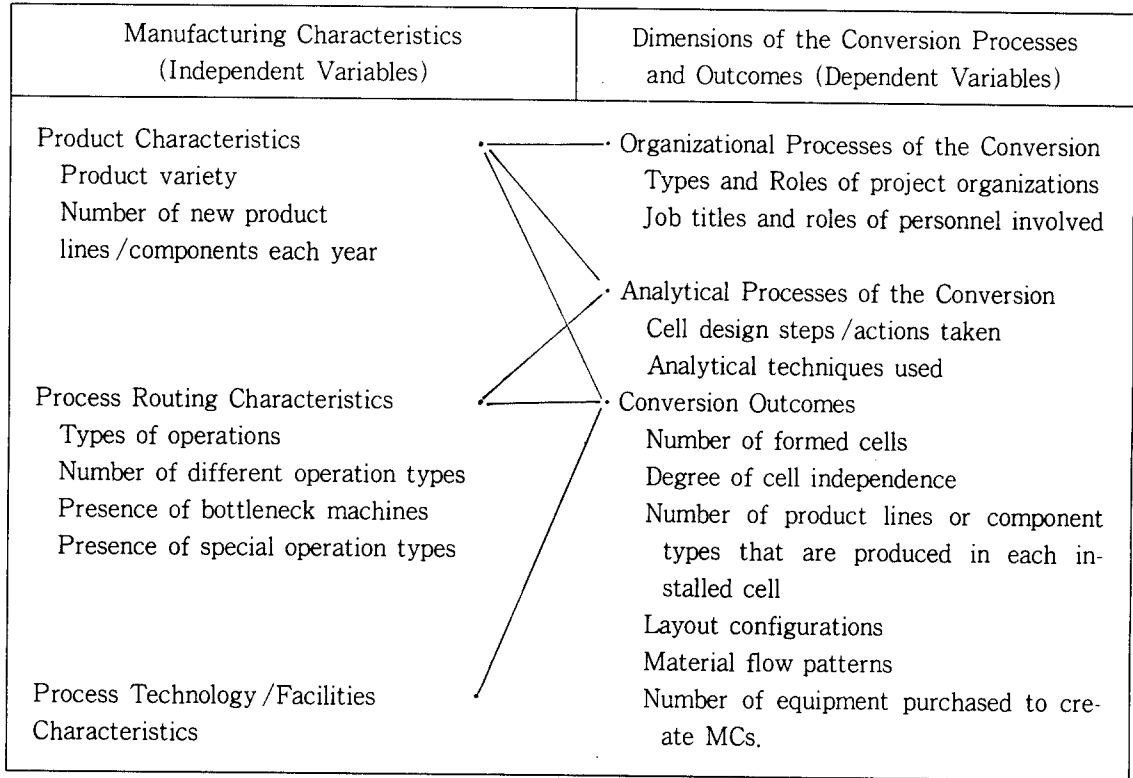 Manufacturing Characteristics
(Independent Variables)
Dimensions of the Conversion Processes
and Outcomes (Dependent Variables)
Product Characteristics
Product variety
Number of new product
lines/components each year
Process Routing Characteristics
Types of operations
Number of different operation types
Presence of bottleneck machines
Presence of special operation types
Process Technology/Facilities
Characteristics
Organizational Processes of the Conversion
Types and Roles of project organizations
Job titles and roles of personnel involved
Analytical Processes of the Conversion
Cell design steps/actions taken
Analytical techniques used
Conversion Outcomes
Number of formed cells
Degree of cell independence
Number of product lines or component
types that are produced in each in-
stalled cell
Layout configurations
Material flow patterns
Number of equipment purchased to cre-
ate MCs.